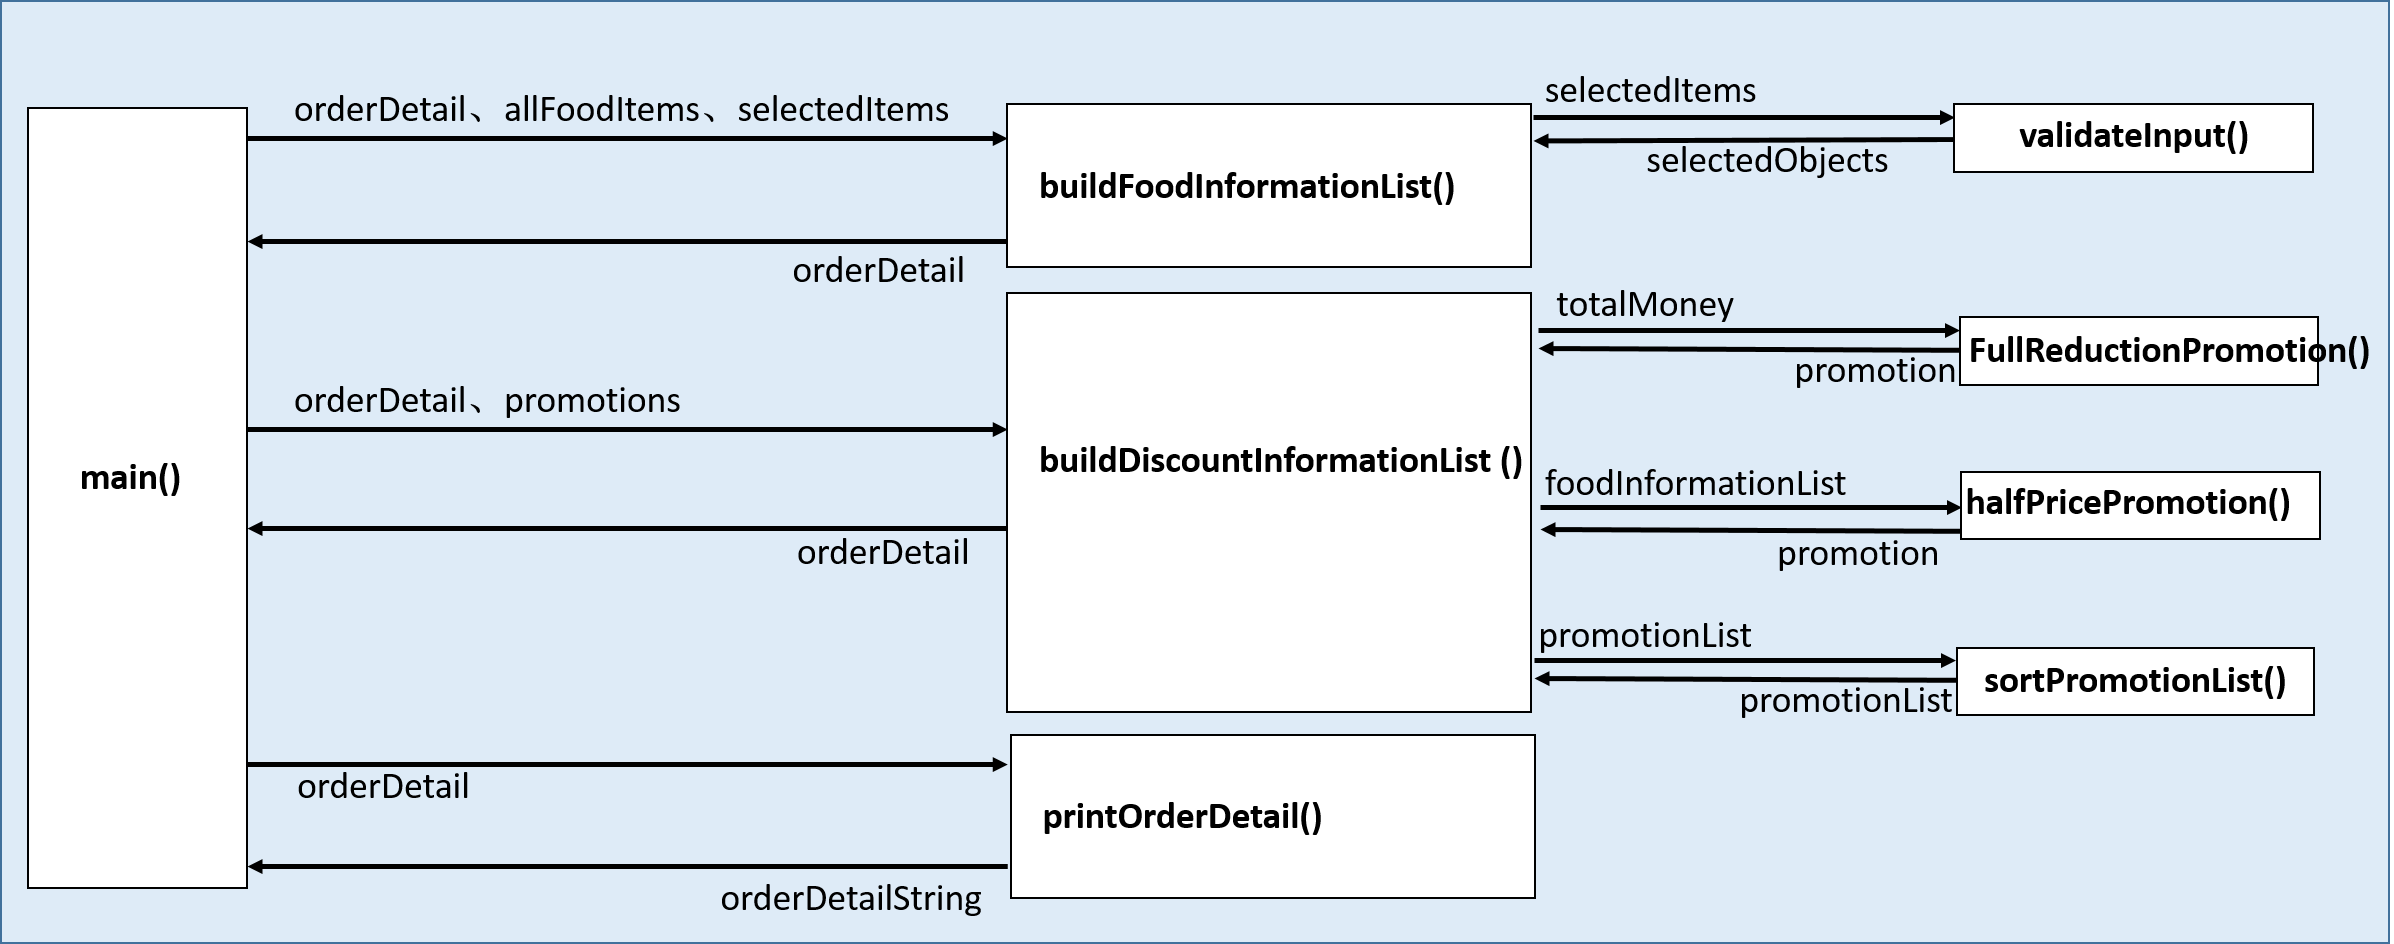 main()
orderDetail、allFoodItems、selectedItems
orderDetail
buildFoodInformationList()
selectedItems
selectedObjects
validateInput()
orderDetail、promotions
orderDetail
buildDiscountInformationList ()
totalMoney
promotion
FullReductionPromotion()
foodInformationList
promotion
halfPricePromotion()
promotionList
promotionList
sortPromotionList()
orderDetail
orderDetailString
printOrderDetail()